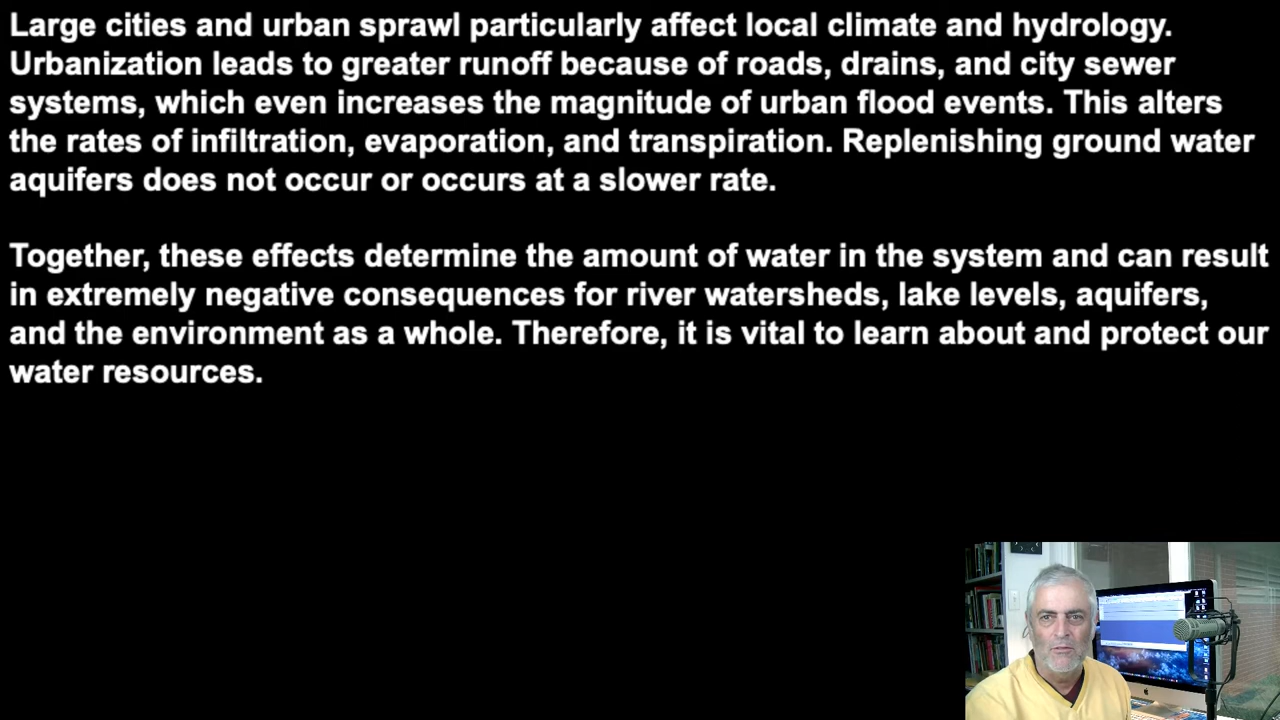 Large cities and urban sprawl particularly affect local climate and hydrology.
Urbanization leads to greater runoff because of roads, drains, and city sewer
systems, which even increases the magnitude of urban flood events. This alters
the rates of infiltration, evaporation, and transpiration. Replenishing ground water
aquifers does not occur or occurs at a slower rate.
Together, these effects determine the amount of water in the system and can result
in extremely negative consequences for river watersheds, lake levels, aquifers,
and the environment as a whole. Therefore, it is vital to learn about and protect our
water resources.